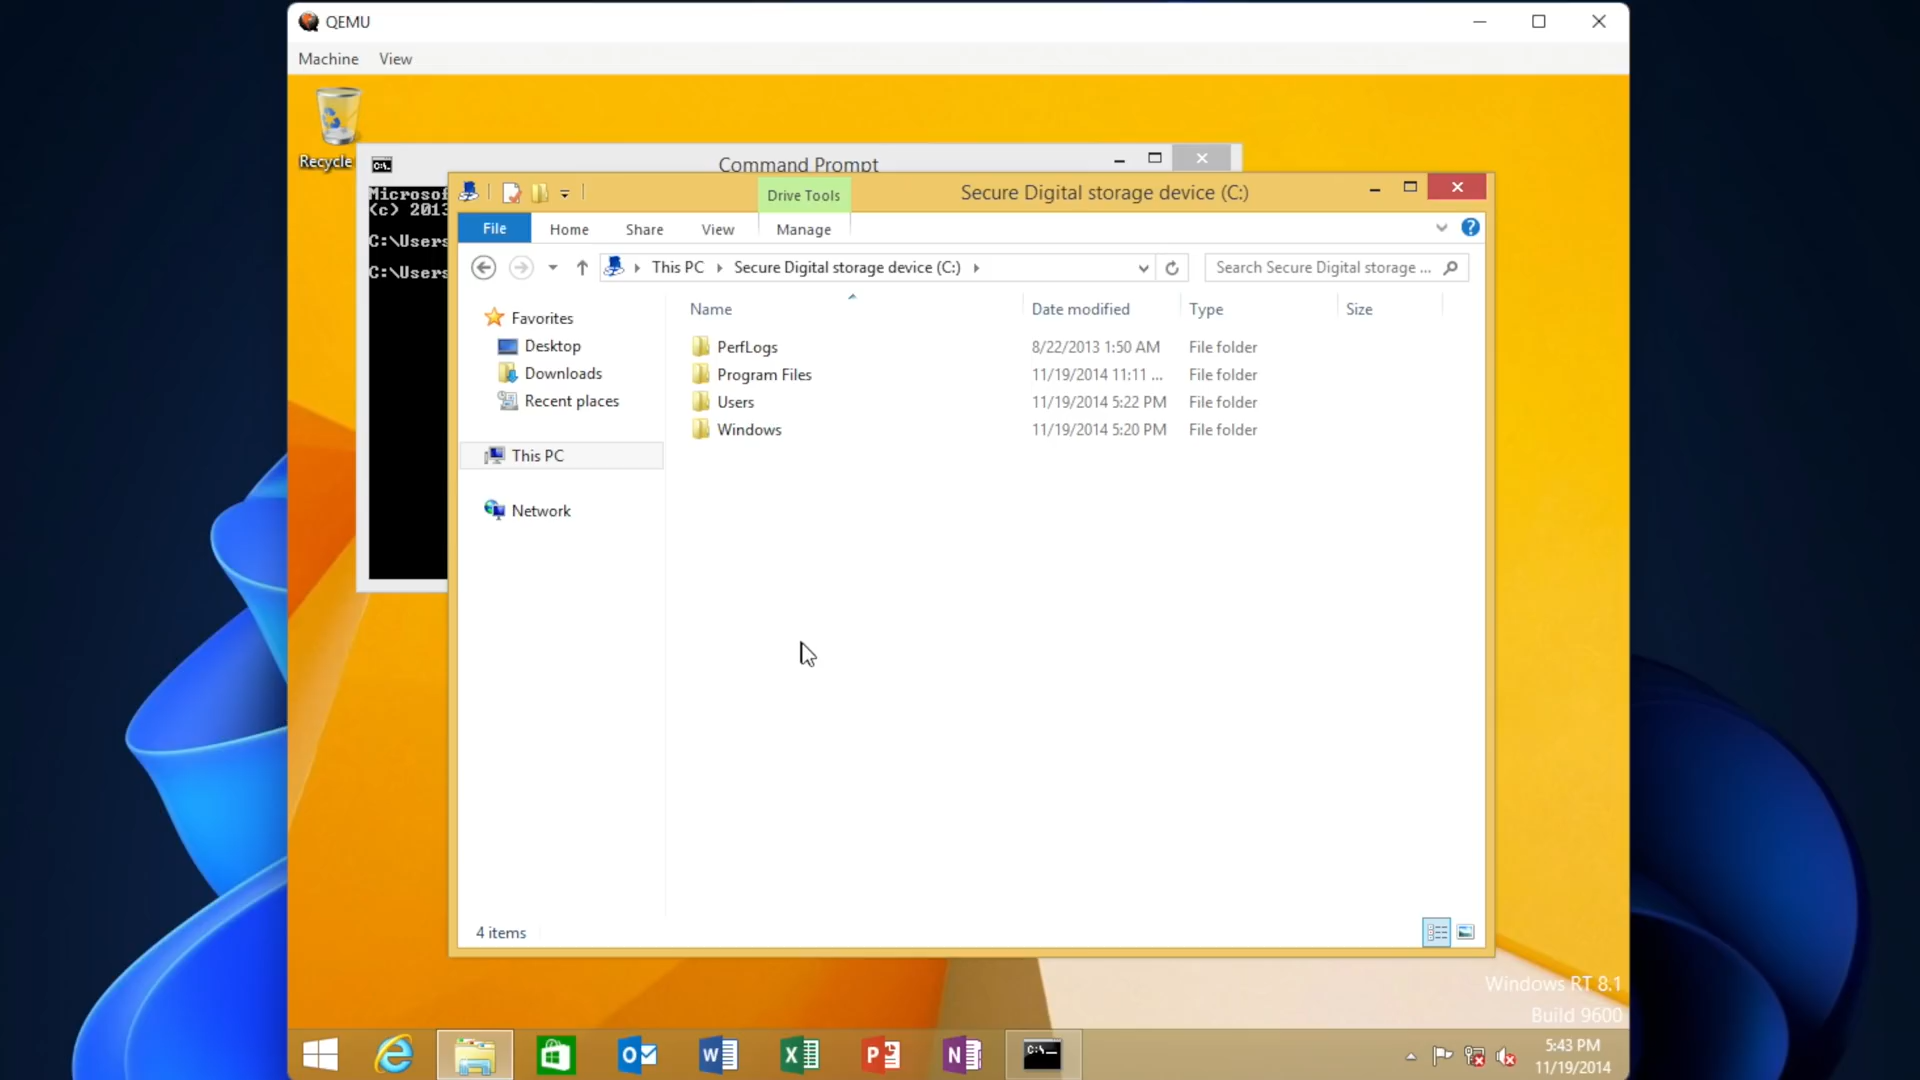 QEMU
Machine View
Recycle
Command Prompt
Microsof
(c) 2013
C:\Users
C:\Users
Drive Tools
Secure Digital storage device (C:)
File Home Share View Manage
This PC Secure Digital storage device (C:)
Search Secure Digital storage ...
Favorites
Desktop
Downloads
Recent places
This PC
Network
Name Date modified Type Size
PerfLogs 8/22/2013 1:50 AM File folder
Program Files 11/19/2014 11:11 ... File folder
Users 11/19/2014 5:22 PM File folder
Windows 11/19/2014 5:20 PM File folder
4 items
Windows RT 8.1
Build 9600
5:43 PM
11/19/2014